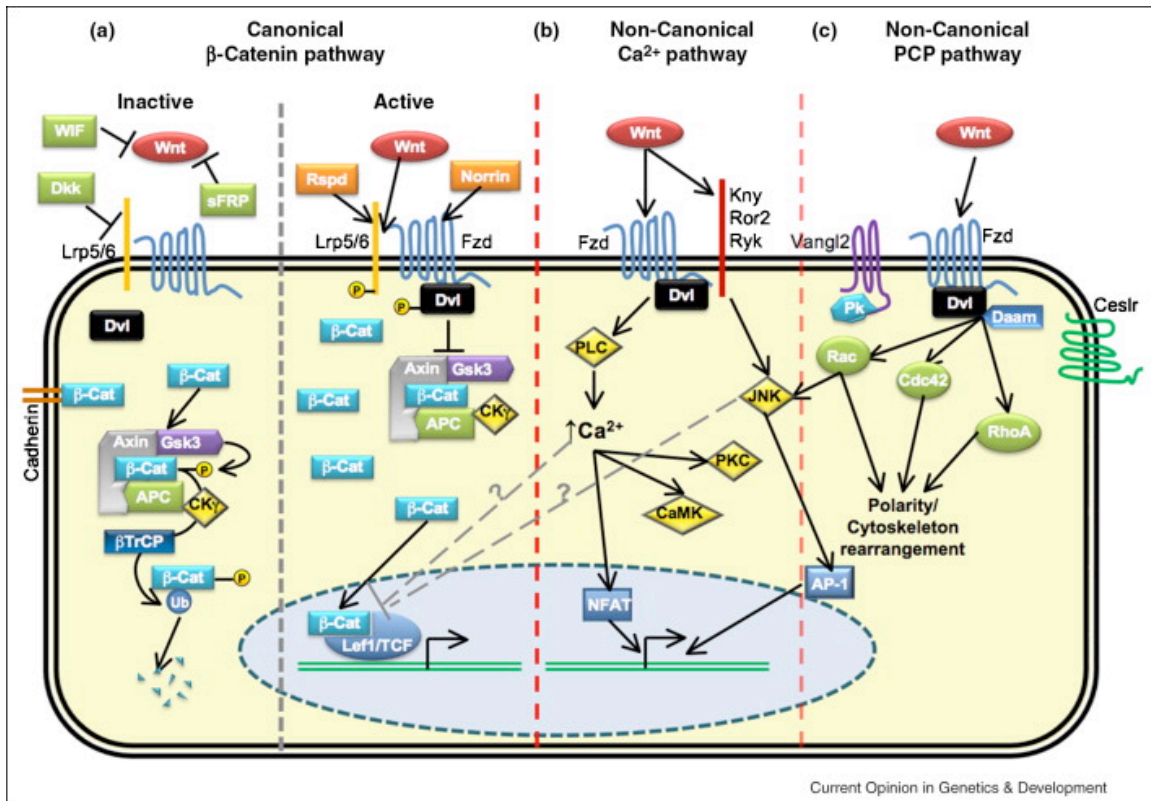 (a)
Canonical
β-Catenin pathway
(b)
Non-Canonical
Ca2+ pathway
(c)
Non-Canonical
PCP pathway
Inactive
Active
WIF
Wnt
Dkk
sFRP
Lrp5/6
Dvl
Cadherin
β-Cat
β-Cat
Axin
Gsk3
β-Cat
P
APC
CKγ
βTrCP
β-Cat
P
Ub
Wnt
Rspd
Norrin
Lrp5/6
Fzd
P
P
Dvl
β-Cat
Axin
Gsk3
β-Cat
β-Cat
APC
CKγ
β-Cat
β-Cat
β-Cat
Lef1/TCF
Wnt
Kny
Ror2
Ryk
Fzd
Dvl
PLC
JNK
↑Ca2+
?
?
PKC
CaMK
NFAT
AP-1
Wnt
Vangl2
Fzd
Pk
Dvl
Daam
Ceslr
Rac
Cdc42
RhoA
Polarity/
Cytoskeleton
rearrangement
Current Opinion in Genetics & Development